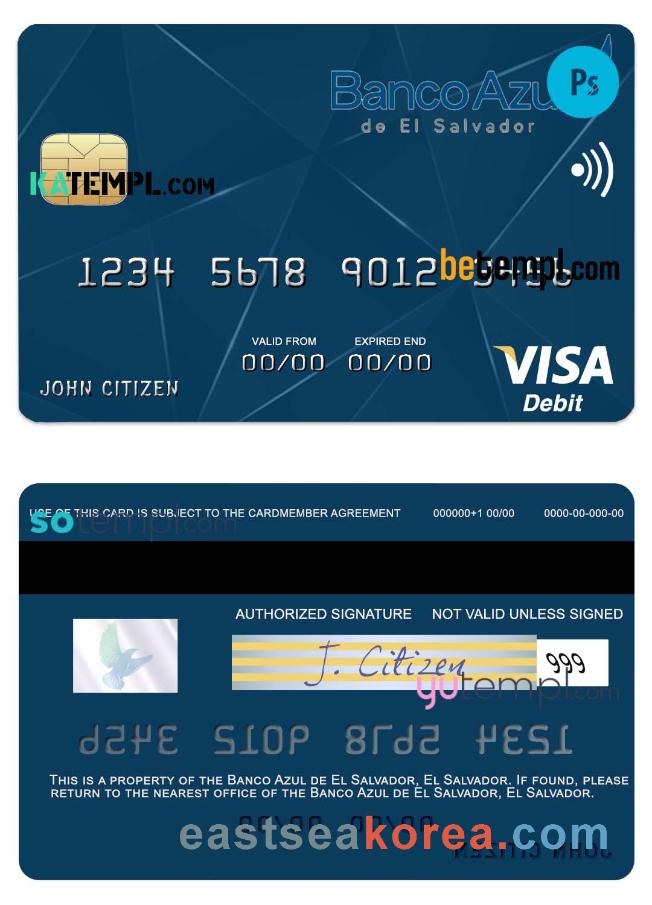 Banco Azu
Ps
de El Salvador
KATEMPL.COM
1234 5678 9012 3456
betempl.com
VALID FROM EXPIRED END
00/00 00/00
VISA
Debit
JOHN CITIZEN
USE OF THIS CARD IS SUBJECT TO THE CARDMEMBER AGREEMENT 000000+1 00/00 0000-00-000-00
sotempl.com
AUTHORIZED SIGNATURE NOT VALID UNLESS SIGNED
J. Citizen 999
yutempl.com
THIS IS A PROPERTY OF THE BANCO AZUL DE EL SALVADOR, EL SALVADOR. IF FOUND, PLEASE
RETURN TO THE NEAREST OFFICE OF THE BANCO AZUL DE EL SALVADOR, EL SALVADOR.
eastseakorea.com